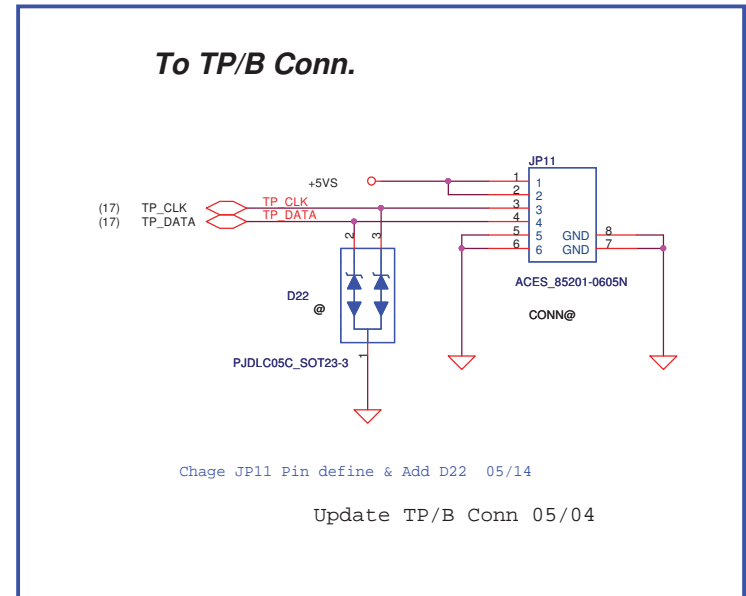 To TP/B Conn.
JP11
+5VS
1 1
2 2
(17) TP_CLK TP_CLK 3 3
(17) TP_DATA TP_DATA 4 4
5 5 GND 8
6 6 GND 7
2 3
D22
@
ACES_85201-0605N
CONN@
1
PJDLC05C_SOT23-3
Chage JP11 Pin define & Add D22 05/14
Update TP/B Conn 05/04